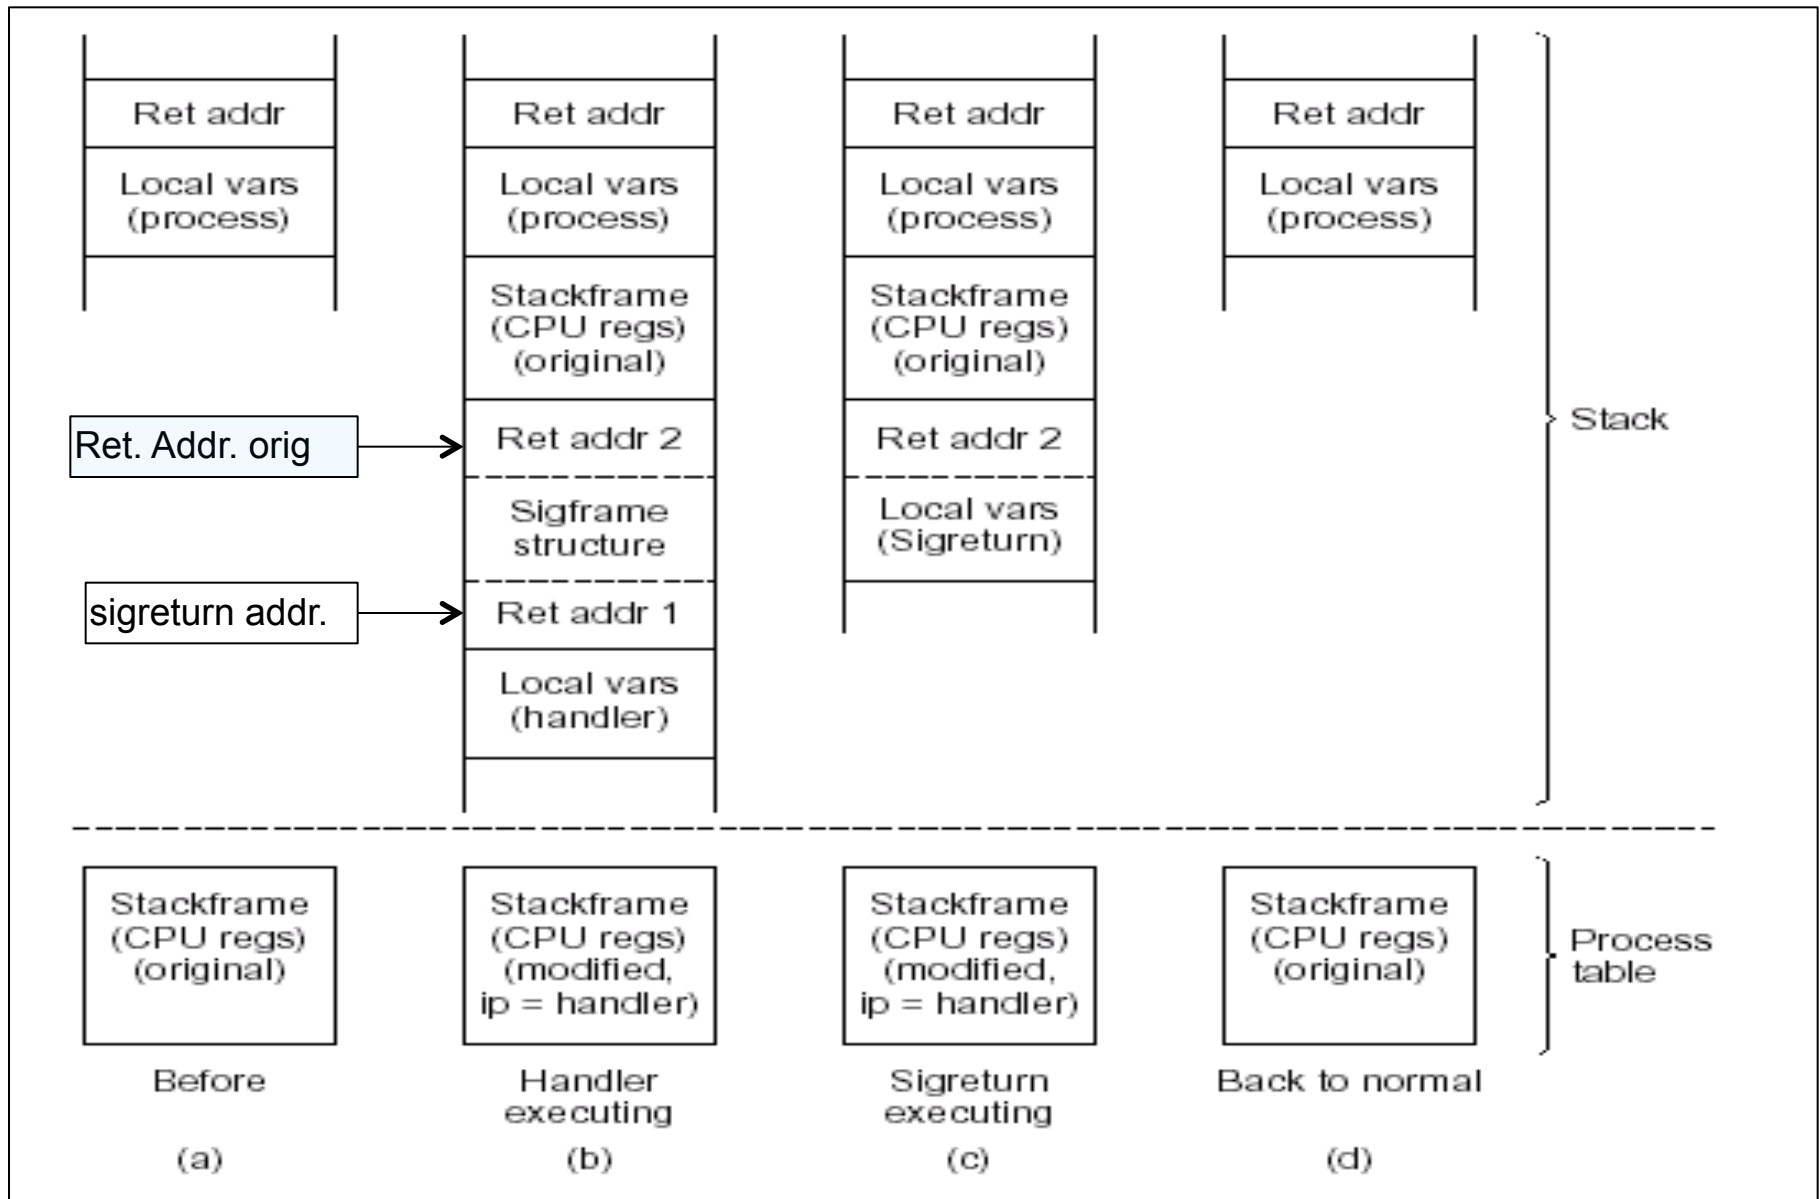 Ret addr
Local vars
(process)
Ret. Addr. orig
sigreturn addr.
Stackframe
(CPU regs)
(original)
Before
(a)
Ret addr
Local vars
(process)
Stackframe
(CPU regs)
(original)
Ret addr 2
Sigframe
structure
Ret addr 1
Local vars
(handler)
Stackframe
(CPU regs)
(modified,
ip = handler)
Handler
executing
(b)
Ret addr
Local vars
(process)
Stackframe
(CPU regs)
(original)
Ret addr 2
Local vars
(Sigreturn)
Stackframe
(CPU regs)
(modified,
ip = handler)
Sigreturn
executing
(c)
Ret addr
Local vars
(process)
Stackframe
(CPU regs)
(original)
Back to normal
(d)
Stack
Process
table